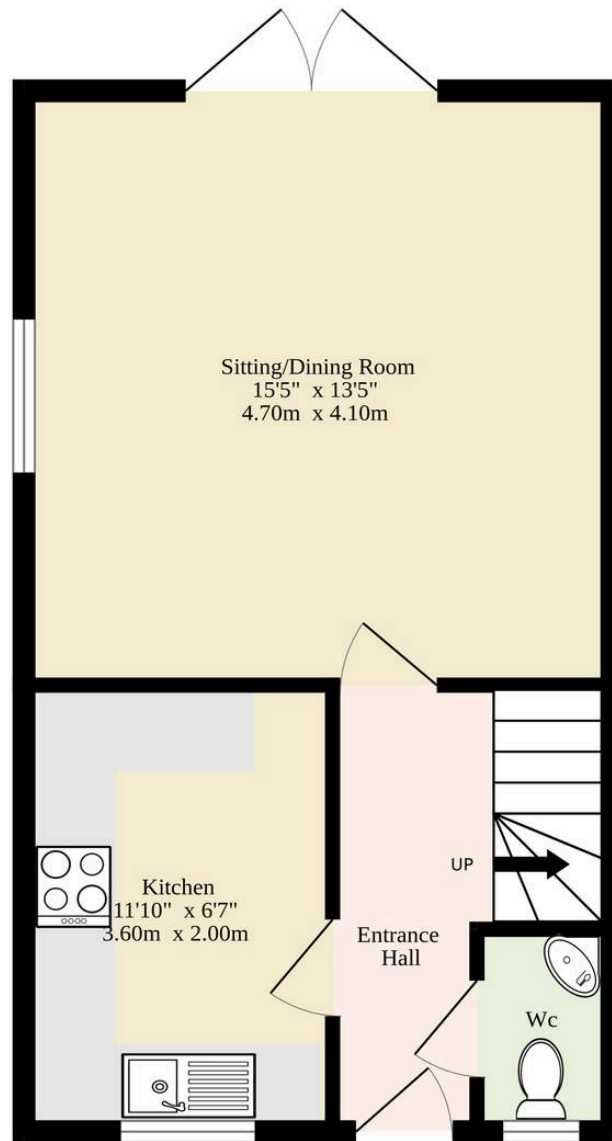 Sitting/Dining Room
15'5" x 13'5"
4.70m x 4.10m
Kitchen
11'10" x 6'7"
3.60m x 2.00m
UP
Entrance
Hall
Wc